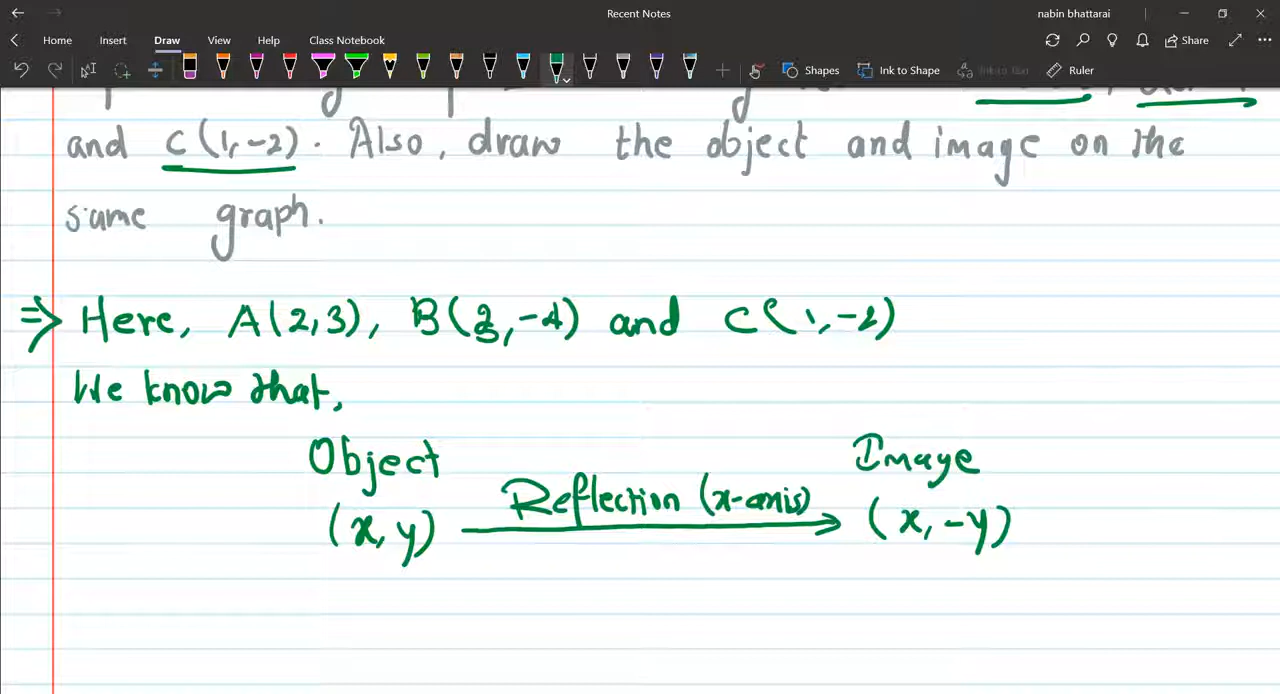 Recent Notes
nabin bhattarai
Home Insert Draw View Help Class Notebook
Share
Shapes Ink to Shape Ruler
and C(1,-2). Also, draw the object and image on the
same graph.
⇒ Here, A(2,3), B(3,-4) and C(1,-2)
We know that,
Object Image
(x, y) Reflection (x-axis) (x, -y)